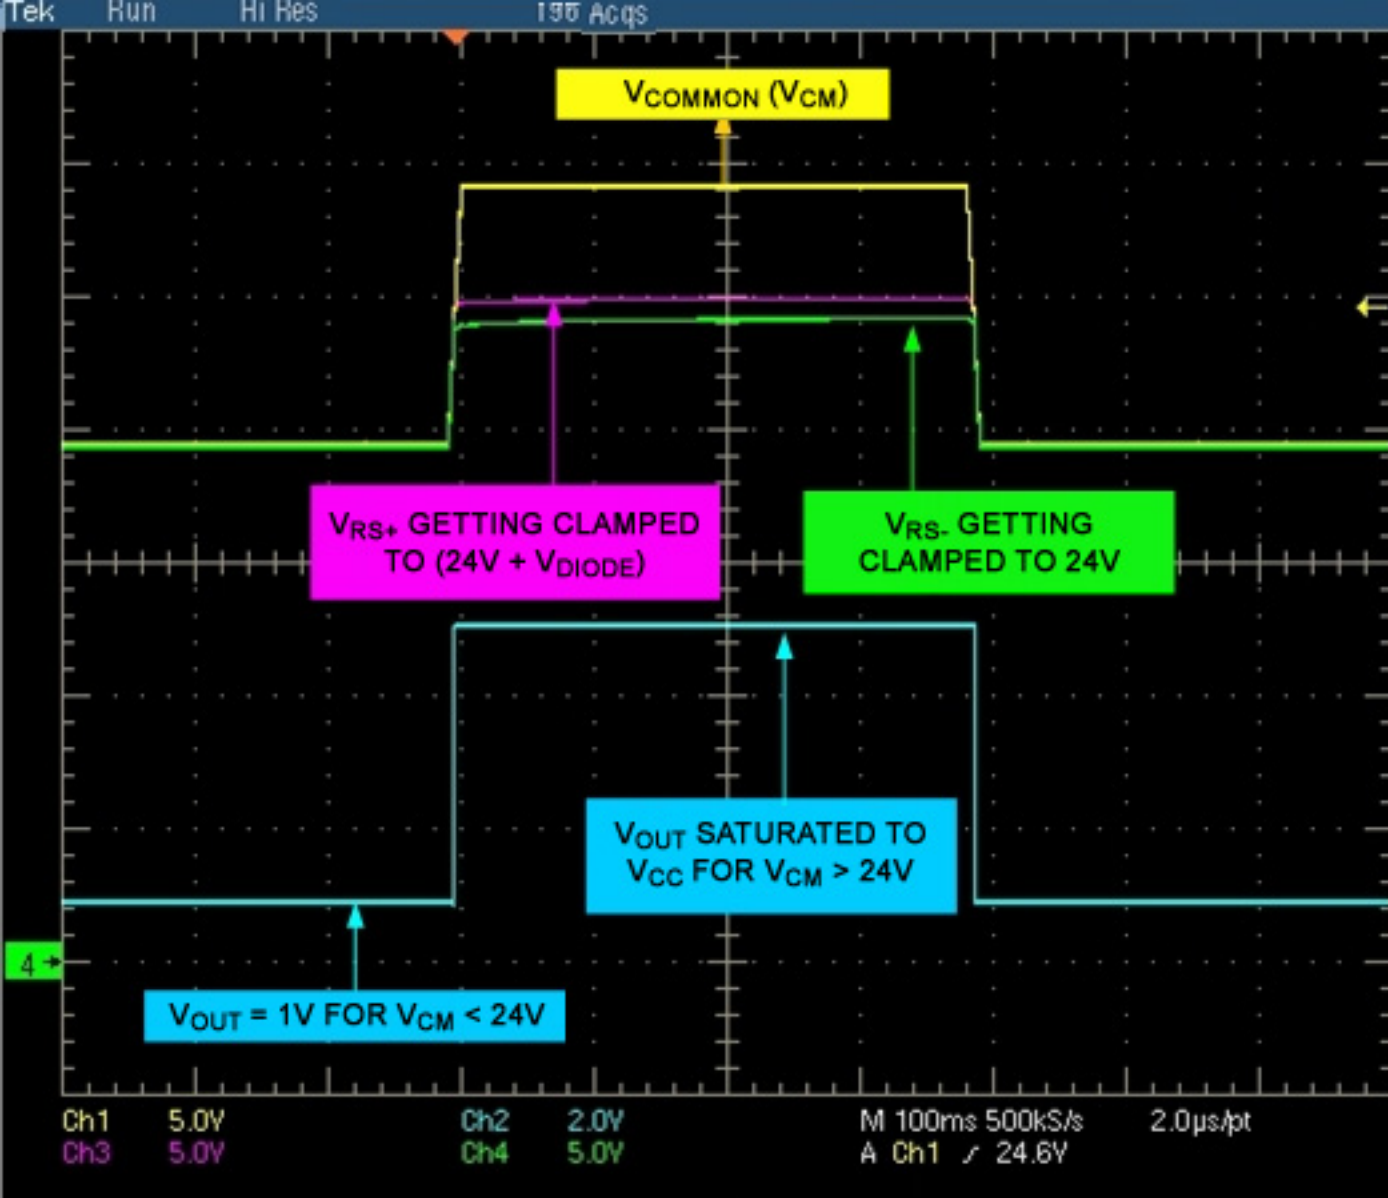 Tek Run Hi Res 196 Acqs
VCOMMON (VCM)
VRS+ GETTING CLAMPED
TO (24V + VDIODE)
VRS- GETTING
CLAMPED TO 24V
VOUT SATURATED TO
VCC FOR VCM > 24V
4
VOUT = 1V FOR VCM < 24V
Ch1 5.0V Ch2 2.0V M 100ms 500kS/s 2.0µs/pt
Ch3 5.0V Ch4 5.0V A Ch1 / 24.6V